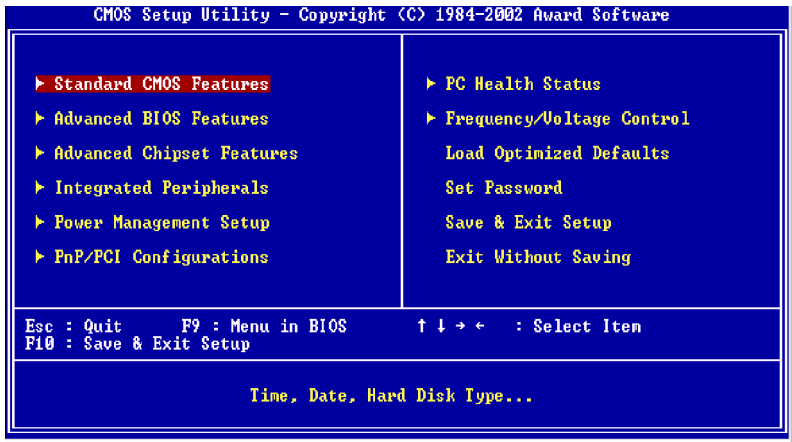 CMOS Setup Utility - Copyright (C) 1984-2002 Award Software
► Standard CMOS Features
► Advanced BIOS Features
► Advanced Chipset Features
► Integrated Peripherals
► Power Management Setup
► PnP/PCI Configurations
► PC Health Status
► Frequency/Voltage Control
Load Optimized Defaults
Set Password
Save & Exit Setup
Exit Without Saving
Esc : Quit F9 : Menu in BIOS ↑ ↓ → ← : Select Item
F10 : Save & Exit Setup
Time, Date, Hard Disk Type...